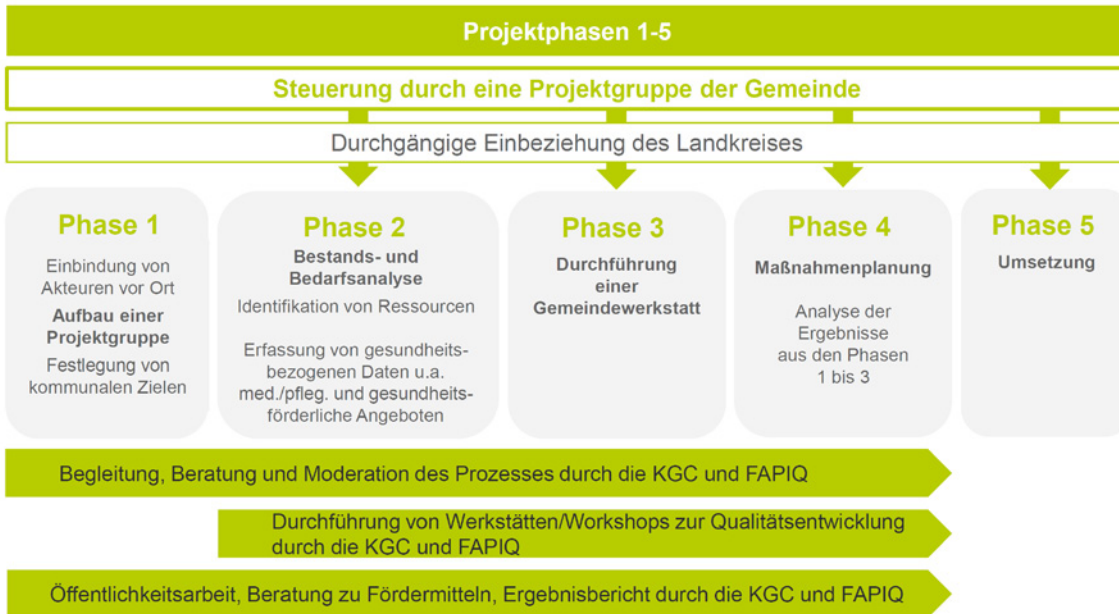 Projektphasen 1-5
Steuerung durch eine Projektgruppe der Gemeinde
Durchgängige Einbeziehung des Landkreises
Phase 1
Einbindung von
Akteuren vor Ort
Aufbau einer
Projektgruppe
Festlegung von
kommunalen Zielen
Phase 2
Bestands- und
Bedarfsanalyse
Identifikation von Ressourcen
Erfassung von gesundheits-
bezogenen Daten u.a.
med./pfleg. und gesundheits-
förderliche Angeboten
Phase 3
Durchführung
einer
Gemeindewerkstatt
Phase 4
Maßnahmenplanung
Analyse der
Ergebnisse
aus den Phasen
1 bis 3
Phase 5
Umsetzung
Begleitung, Beratung und Moderation des Prozesses durch die KGC und FAPIQ
Durchführung von Werkstätten/Workshops zur Qualitätsentwicklung
durch die KGC und FAPIQ
Öffentlichkeitsarbeit, Beratung zu Fördermitteln, Ergebnisbericht durch die KGC und FAPIQ